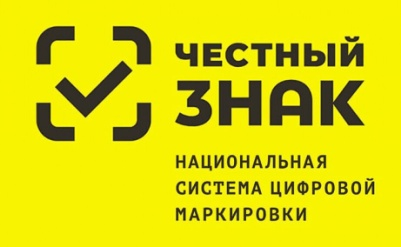 ЧЕСТНЫЙ
ЗНАК
НАЦИОНАЛЬНАЯ
СИСТЕМА ЦИФРОВОЙ
МАРКИРОВКИ